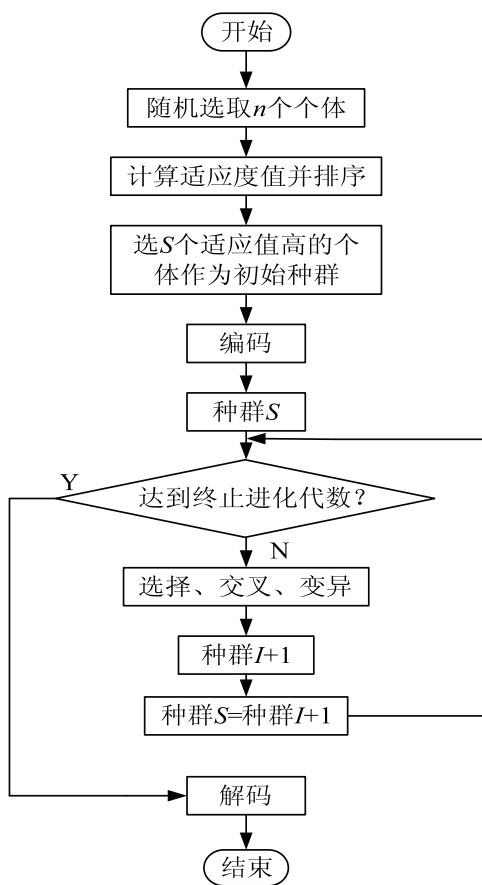 开始
随机选取n个个体
计算适应度值并排序
选S个适应值高的个
体作为初始种群
编码
种群S
Y
达到终止进化代数？
N
选择、交叉、变异
种群I+1
种群S=种群I+1
解码
结束